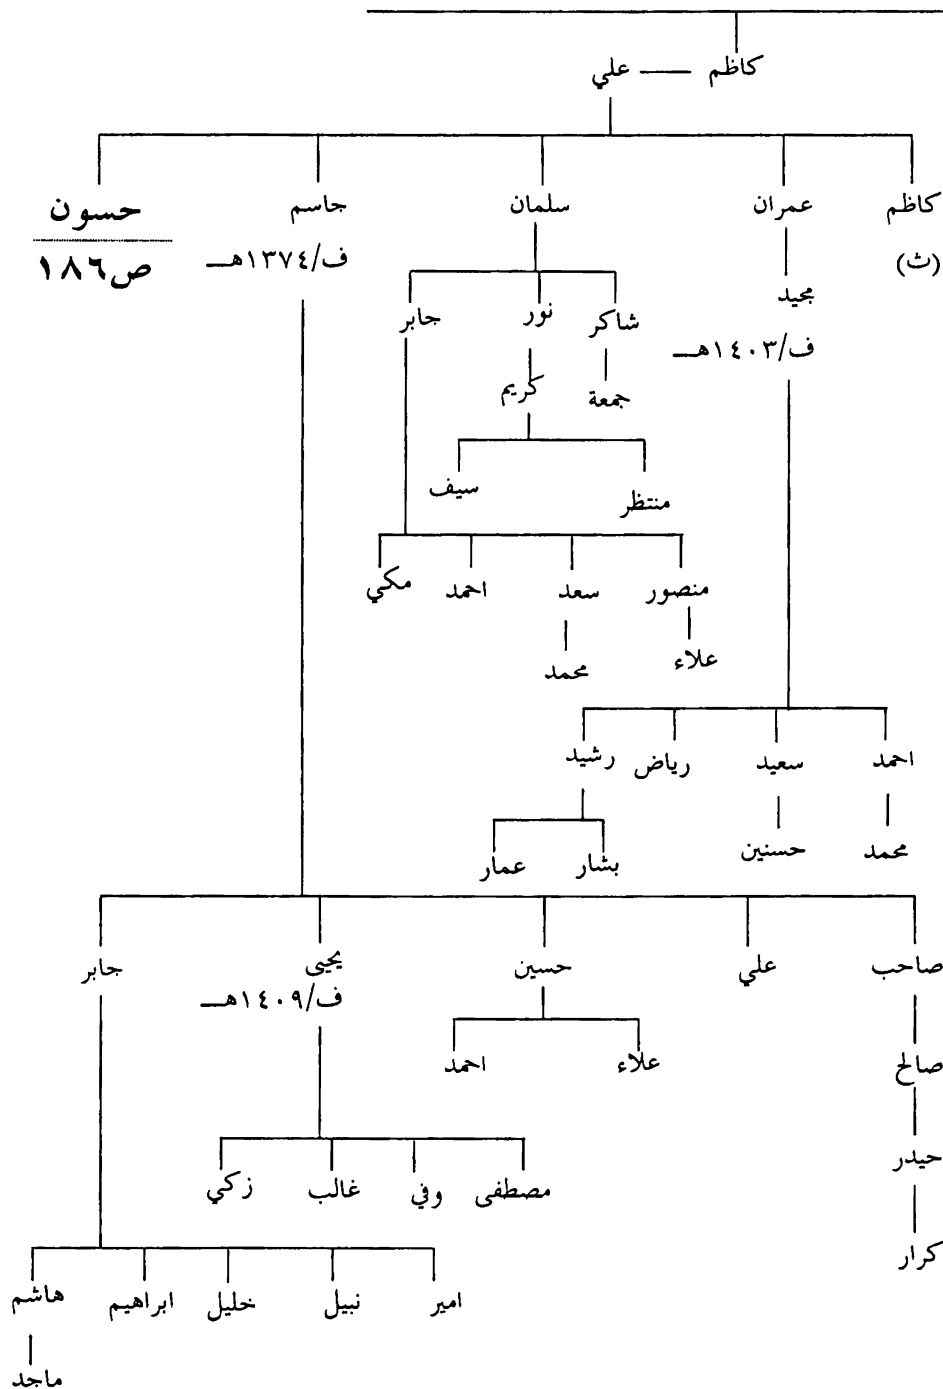 كاظم — علي
كاظم عمران سلمان جاسم حسون
(ث) ف/١٣٧٤هـ ص١٨٦
مجيد
شاكر نور جابر
ف/١٤٠٣هـ
جمعة كريم
منتظر سيف
منصور سعد احمد مكي
علاء محمد
احمد سعيد رياض رشيد
محمد حسنين بشار عمار
صاحب علي حسين يحيى جابر
ف/١٤٠٩هـ
صالح علاء احمد
حيدر
مصطفى وفي غالب زكي
كرار
امير نبيل خليل ابراهيم هاشم
ماجد